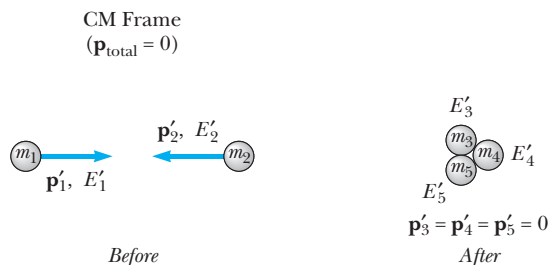 CM Frame
(p_total = 0)
m₁
p′₁, E′₁
p′₂, E′₂
m₂
Before
E′₃
m₃
m₄
E′₄
m₅
E′₅
p′₃ = p′₄ = p′₅ = 0
After